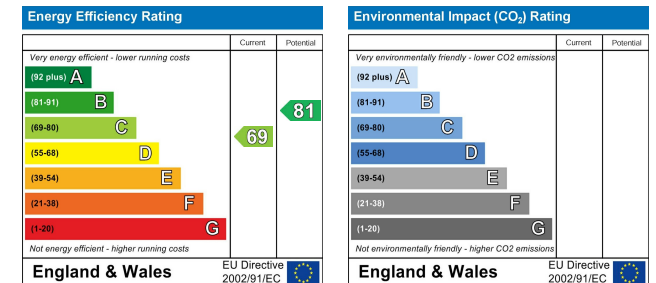 Energy Efficiency Rating
Current Potential
Very energy efficient - lower running costs
(92 plus) A
(81-91) B
(69-80) C
(55-68) D
(39-54) E
(21-38) F
(1-20) G
69
81
Not energy efficient - higher running costs
England & Wales
EU Directive
2002/91/EC
Environmental Impact (CO₂) Rating
Current Potential
Very environmentally friendly - lower CO2 emissions
(92 plus) A
(81-91) B
(69-80) C
(55-68) D
(39-54) E
(21-38) F
(1-20) G
Not environmentally friendly - higher CO2 emissions
England & Wales
EU Directive
2002/91/EC